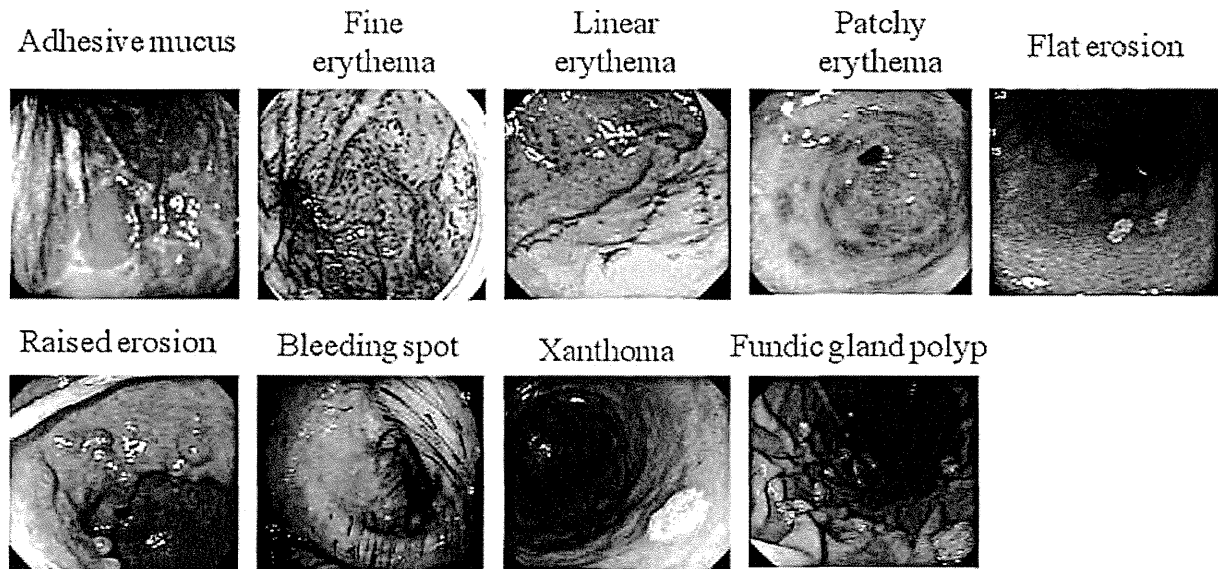 Adhesive mucus
Fine
erythema
Linear
erythema
Patchy
erythema
Flat erosion
Raised erosion
Bleeding spot
Xanthoma
Fundic gland polyp